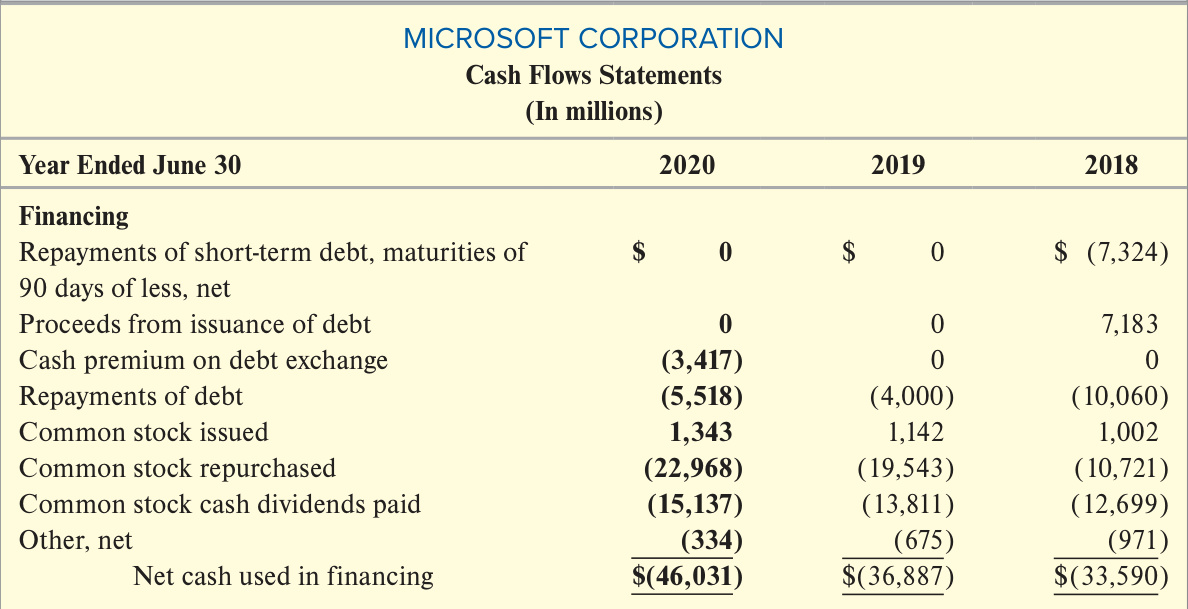 MICROSOFT CORPORATION
Cash Flows Statements
(In millions)
Year Ended June 30 2020 2019 2018
Financing
Repayments of short-term debt, maturities of $ 0 $ 0 $ (7,324)
90 days of less, net
Proceeds from issuance of debt 0 0 7,183
Cash premium on debt exchange (3,417) 0 0
Repayments of debt (5,518) (4,000) (10,060)
Common stock issued 1,343 1,142 1,002
Common stock repurchased (22,968) (19,543) (10,721)
Common stock cash dividends paid (15,137) (13,811) (12,699)
Other, net (334) (675) (971)
Net cash used in financing $(46,031) $(36,887) $(33,590)